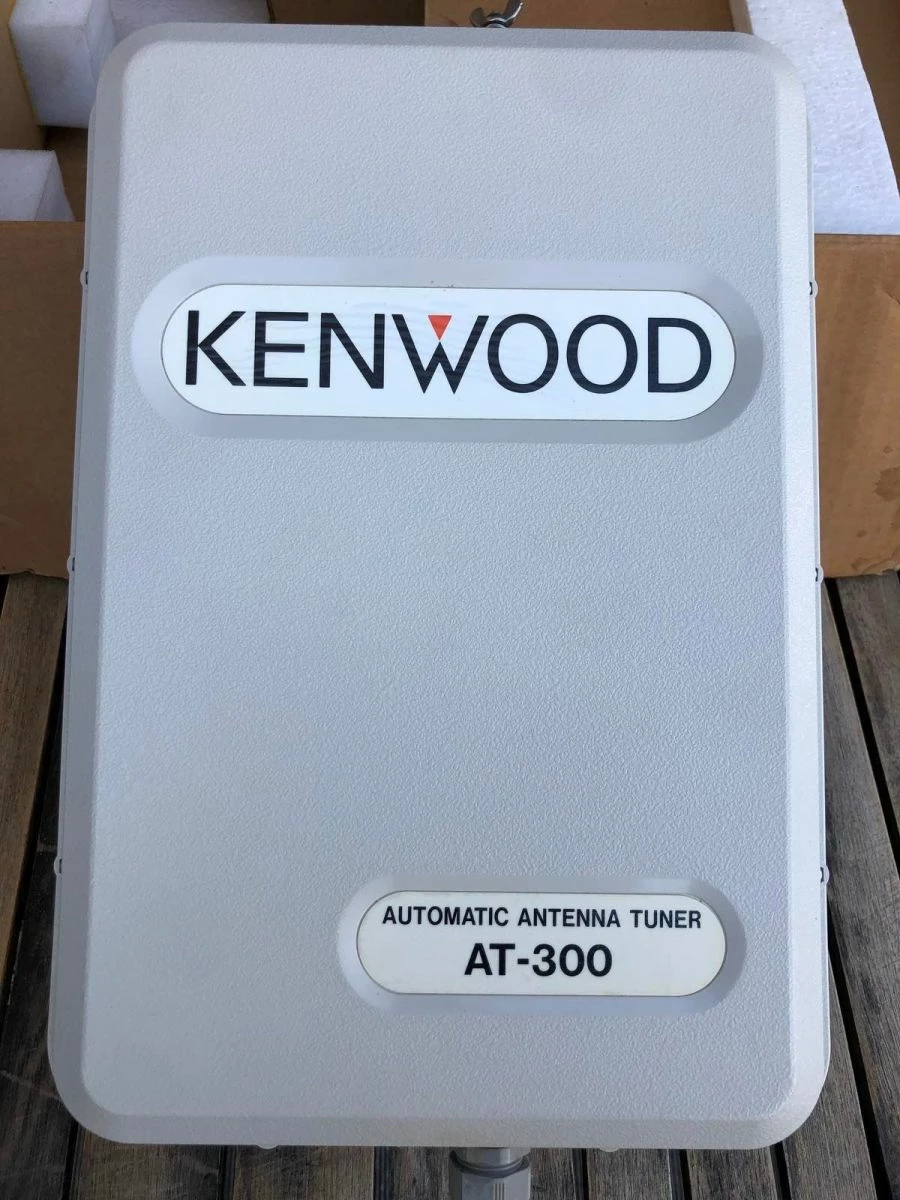 KENWOOD
AUTOMATIC ANTENNA TUNER
AT-300